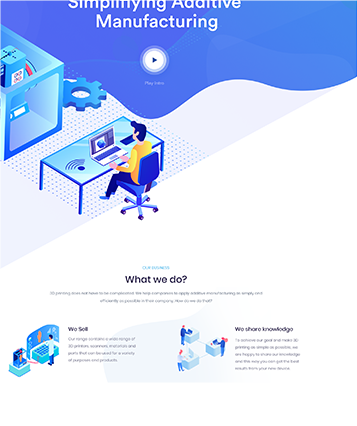 Simplifying Additive
Manufacturing
Play Video
OUR BUSINESS
What we do?
3D printing does not have to be complicated! We help companies to apply additive manufacturing as simply and
efficiently as possible in their company. How do we do that?
We Sell
Our range contains a wide range of
3D printers, scanners, materials and
parts that can be used for a variety
of purposes and products.
We share knowledge
To achieve our goal and make 3D
printing as simple as possible, we
are happy to share our knowledge
and this way you can get the best
results from your new device